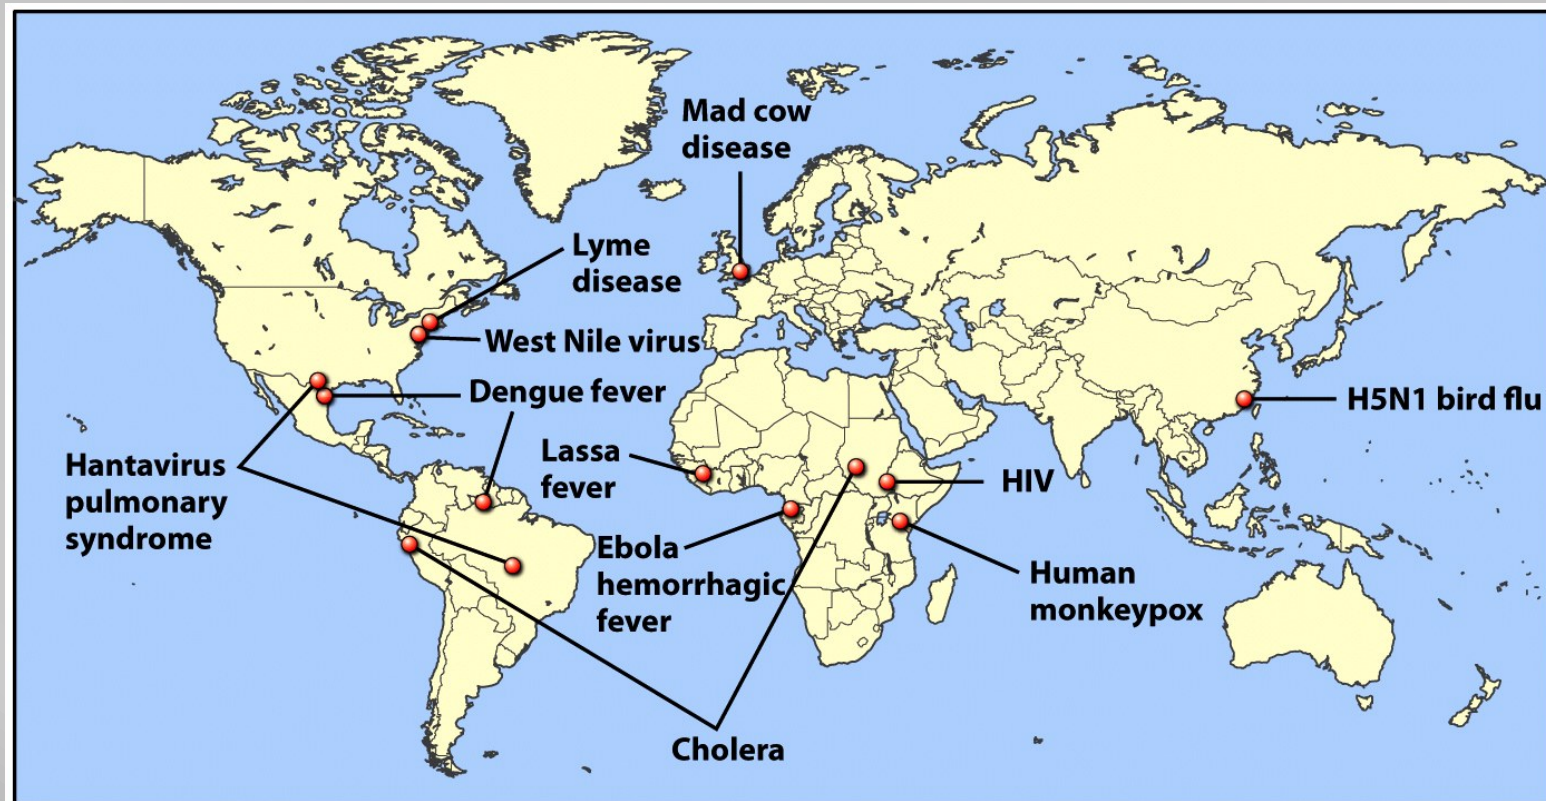 Mad cow
disease
Lyme
disease
West Nile virus
Dengue fever
H5N1 bird flu
Hantavirus
pulmonary
syndrome
Lassa
fever
HIV
Ebola
hemorrhagic
fever
Human
monkeypox
Cholera